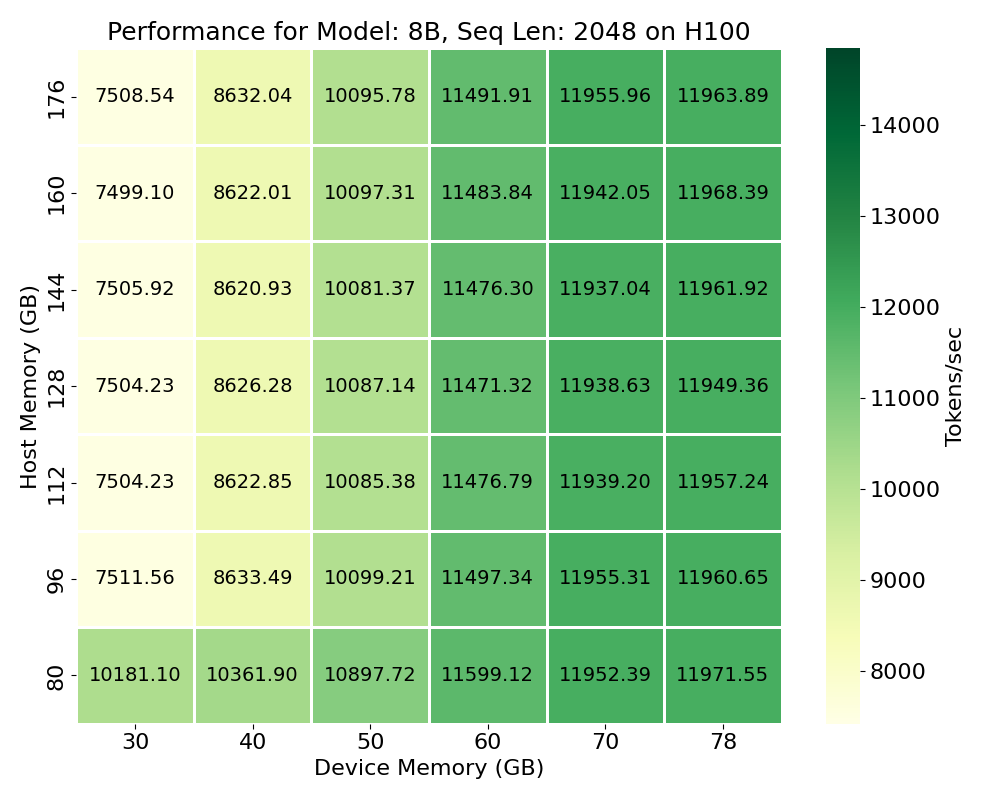 Performance for Model: 8B, Seq Len: 2048 on H100
176 7508.54 8632.04 10095.78 11491.91 11955.96 11963.89
160 7499.10 8622.01 10097.31 11483.84 11942.05 11968.39
144 7505.92 8620.93 10081.37 11476.30 11937.04 11961.92
128 7504.23 8626.28 10087.14 11471.32 11938.63 11949.36
112 7504.23 8622.85 10085.38 11476.79 11939.20 11957.24
96 7511.56 8633.49 10099.21 11497.34 11955.31 11960.65
80 10181.10 10361.90 10897.72 11599.12 11952.39 11971.55
30 40 50 60 70 78
Device Memory (GB)
Host Memory (GB)
14000
13000
12000
11000
10000
9000
8000
Tokens/sec